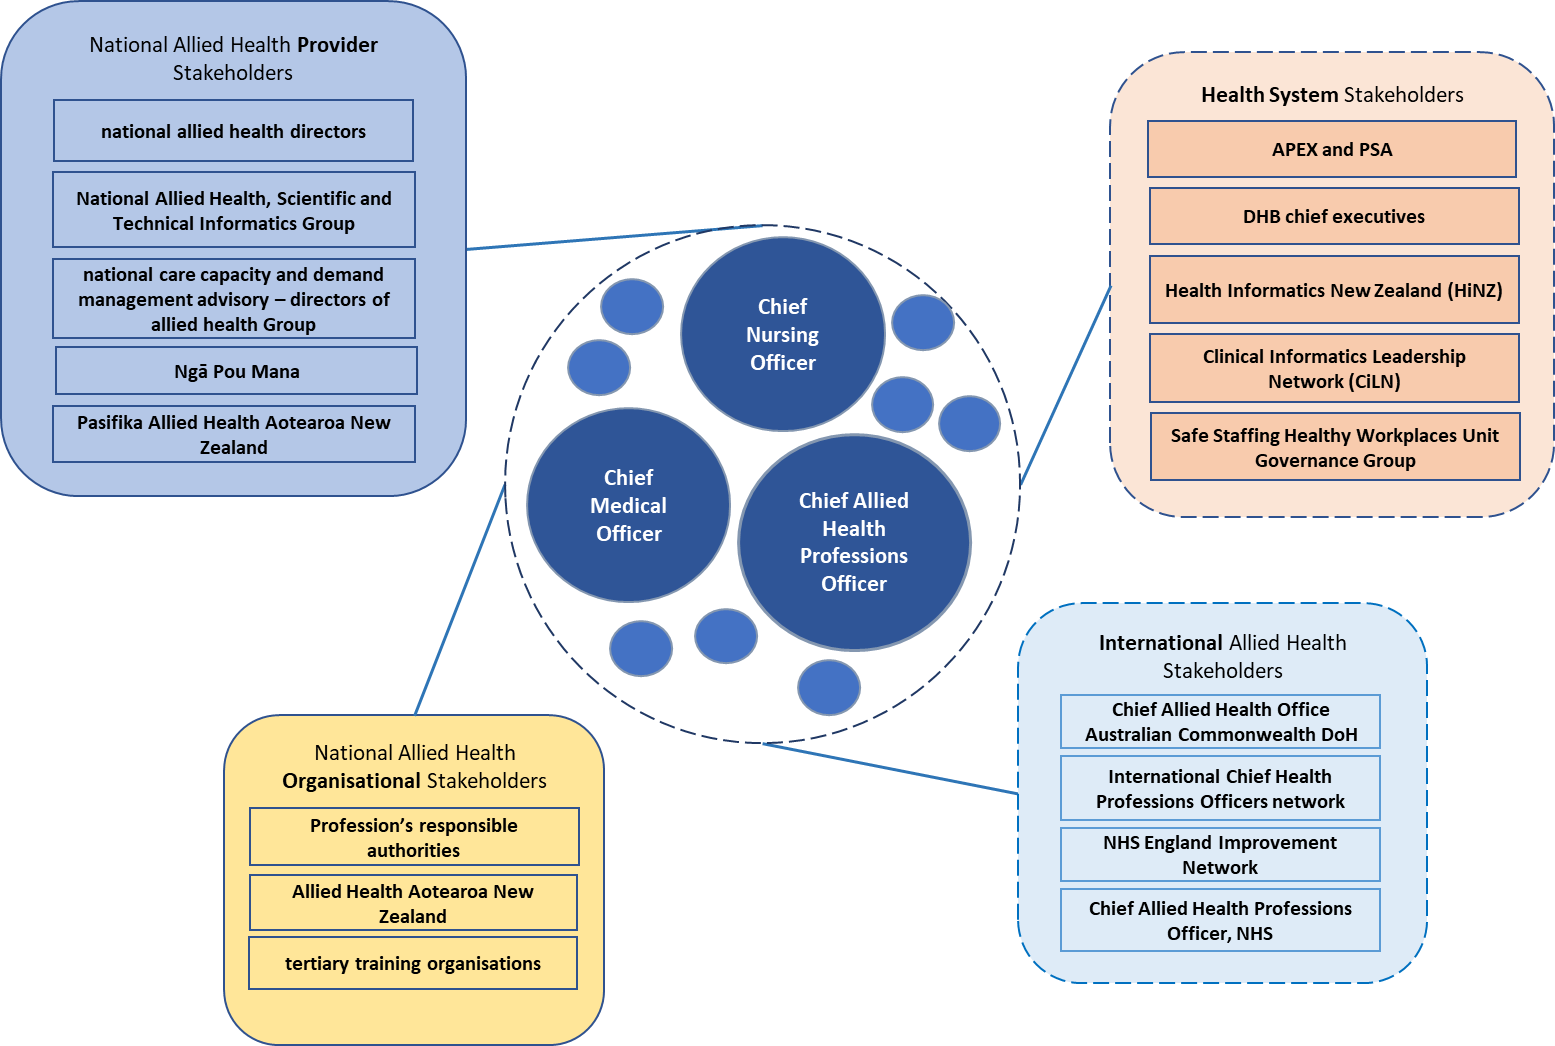 National Allied Health Provider
Stakeholders
national allied health directors
National Allied Health, Scientific and
Technical Informatics Group
national care capacity and demand
management advisory – directors of
allied health Group
Ngā Pou Mana
Pasifika Allied Health Aotearoa New
Zealand
Health System Stakeholders
APEX and PSA
DHB chief executives
Health Informatics New Zealand (HiNZ)
Clinical Informatics Leadership
Network (CiLN)
Safe Staffing Healthy Workplaces Unit
Governance Group
Chief
Nursing
Officer
Chief
Medical
Officer
Chief Allied
Health
Professions
Officer
National Allied Health
Organisational Stakeholders
Profession’s responsible
authorities
Allied Health Aotearoa New
Zealand
tertiary training organisations
International Allied Health
Stakeholders
Chief Allied Health Office
Australian Commonwealth DoH
International Chief Health
Professions Officers network
NHS England Improvement
Network
Chief Allied Health Professions
Officer, NHS